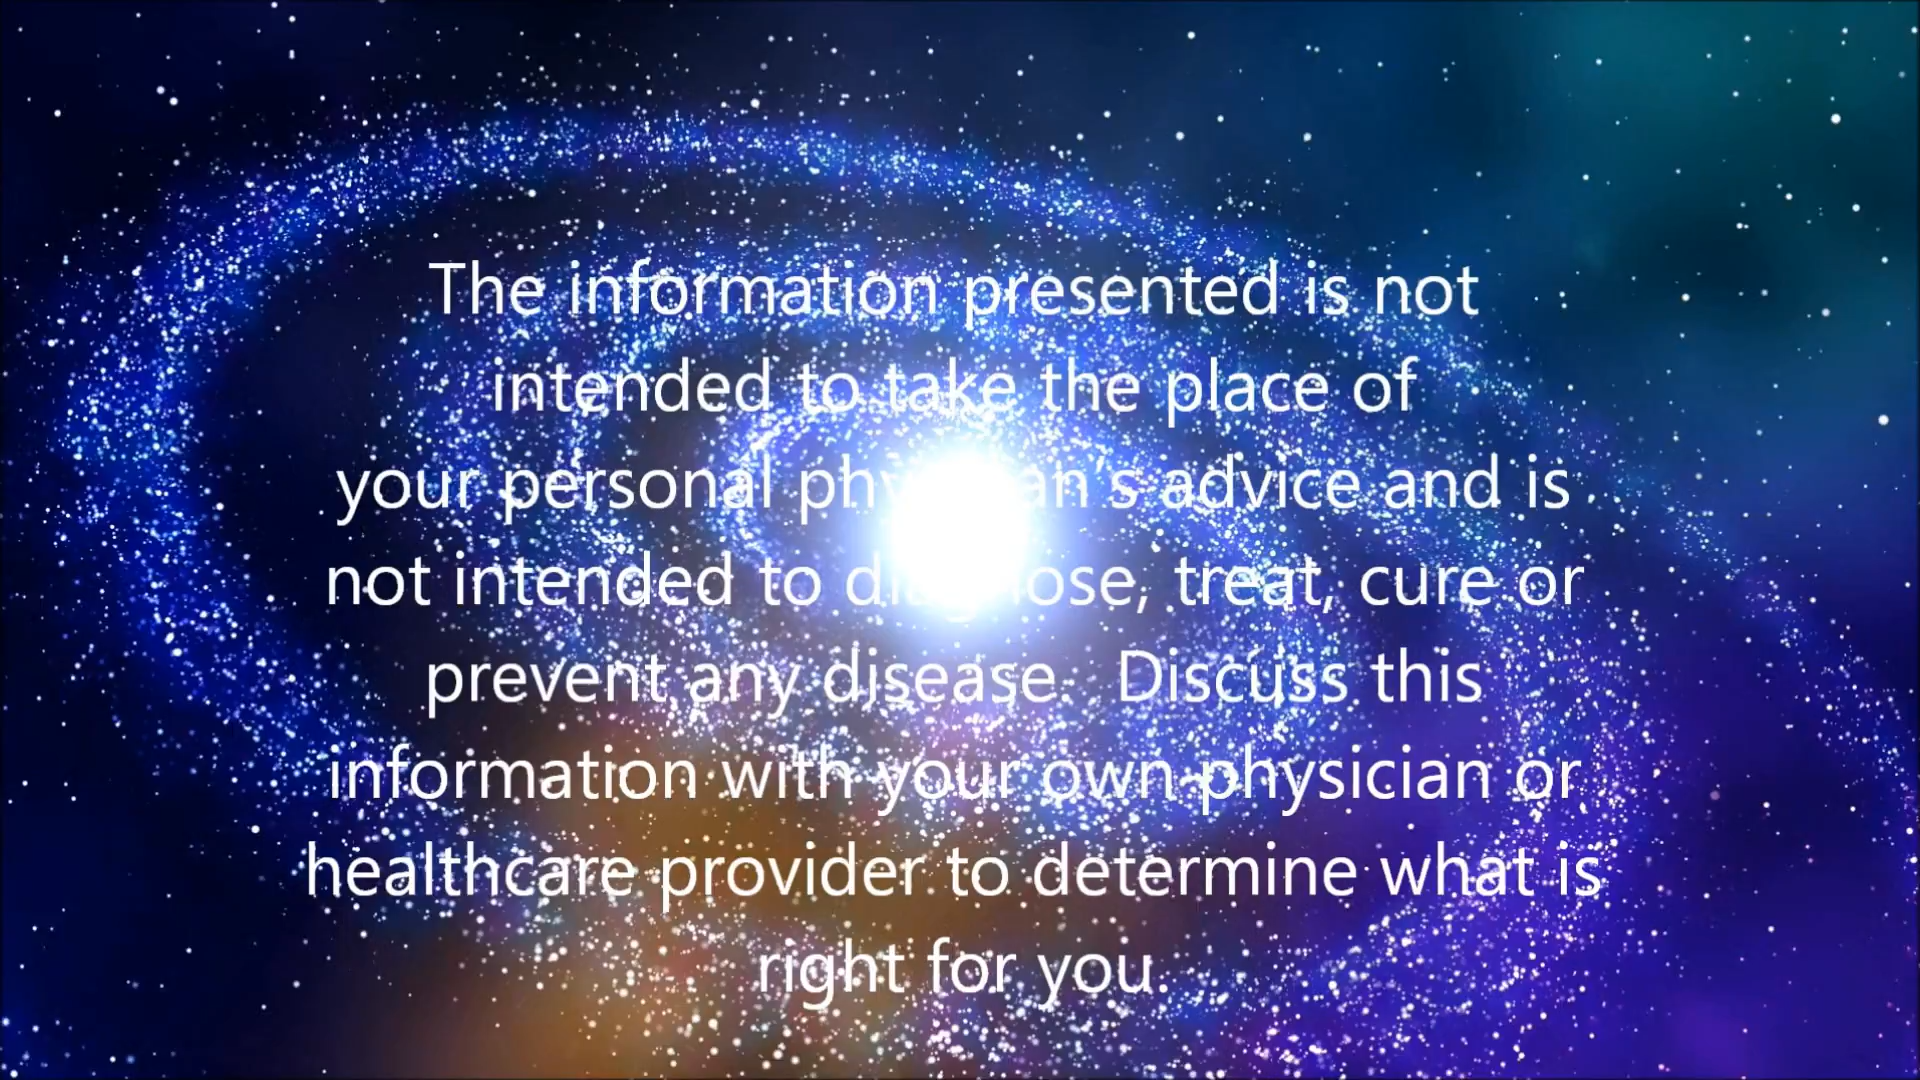 The information presented is not
intended to take the place of
your personal physician s advice and is
not intended to diagnose, treat, cure or
prevent any disease.  Discuss this
information with your own physician or
healthcare provider to determine what is
right for you.